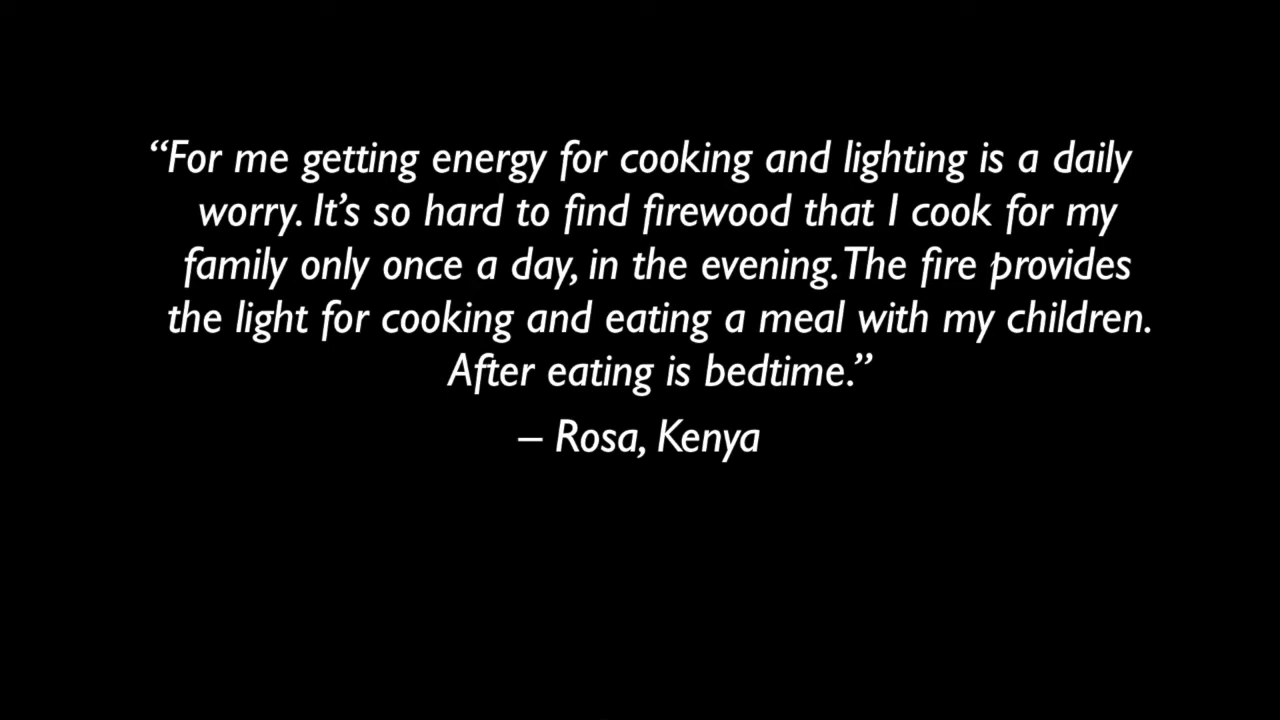 “For me getting energy for cooking and lighting is a daily
worry. It’s so hard to find firewood that I cook for my
family only once a day, in the evening. The fire provides
the light for cooking and eating a meal with my children.
After eating is bedtime.”
– Rosa, Kenya